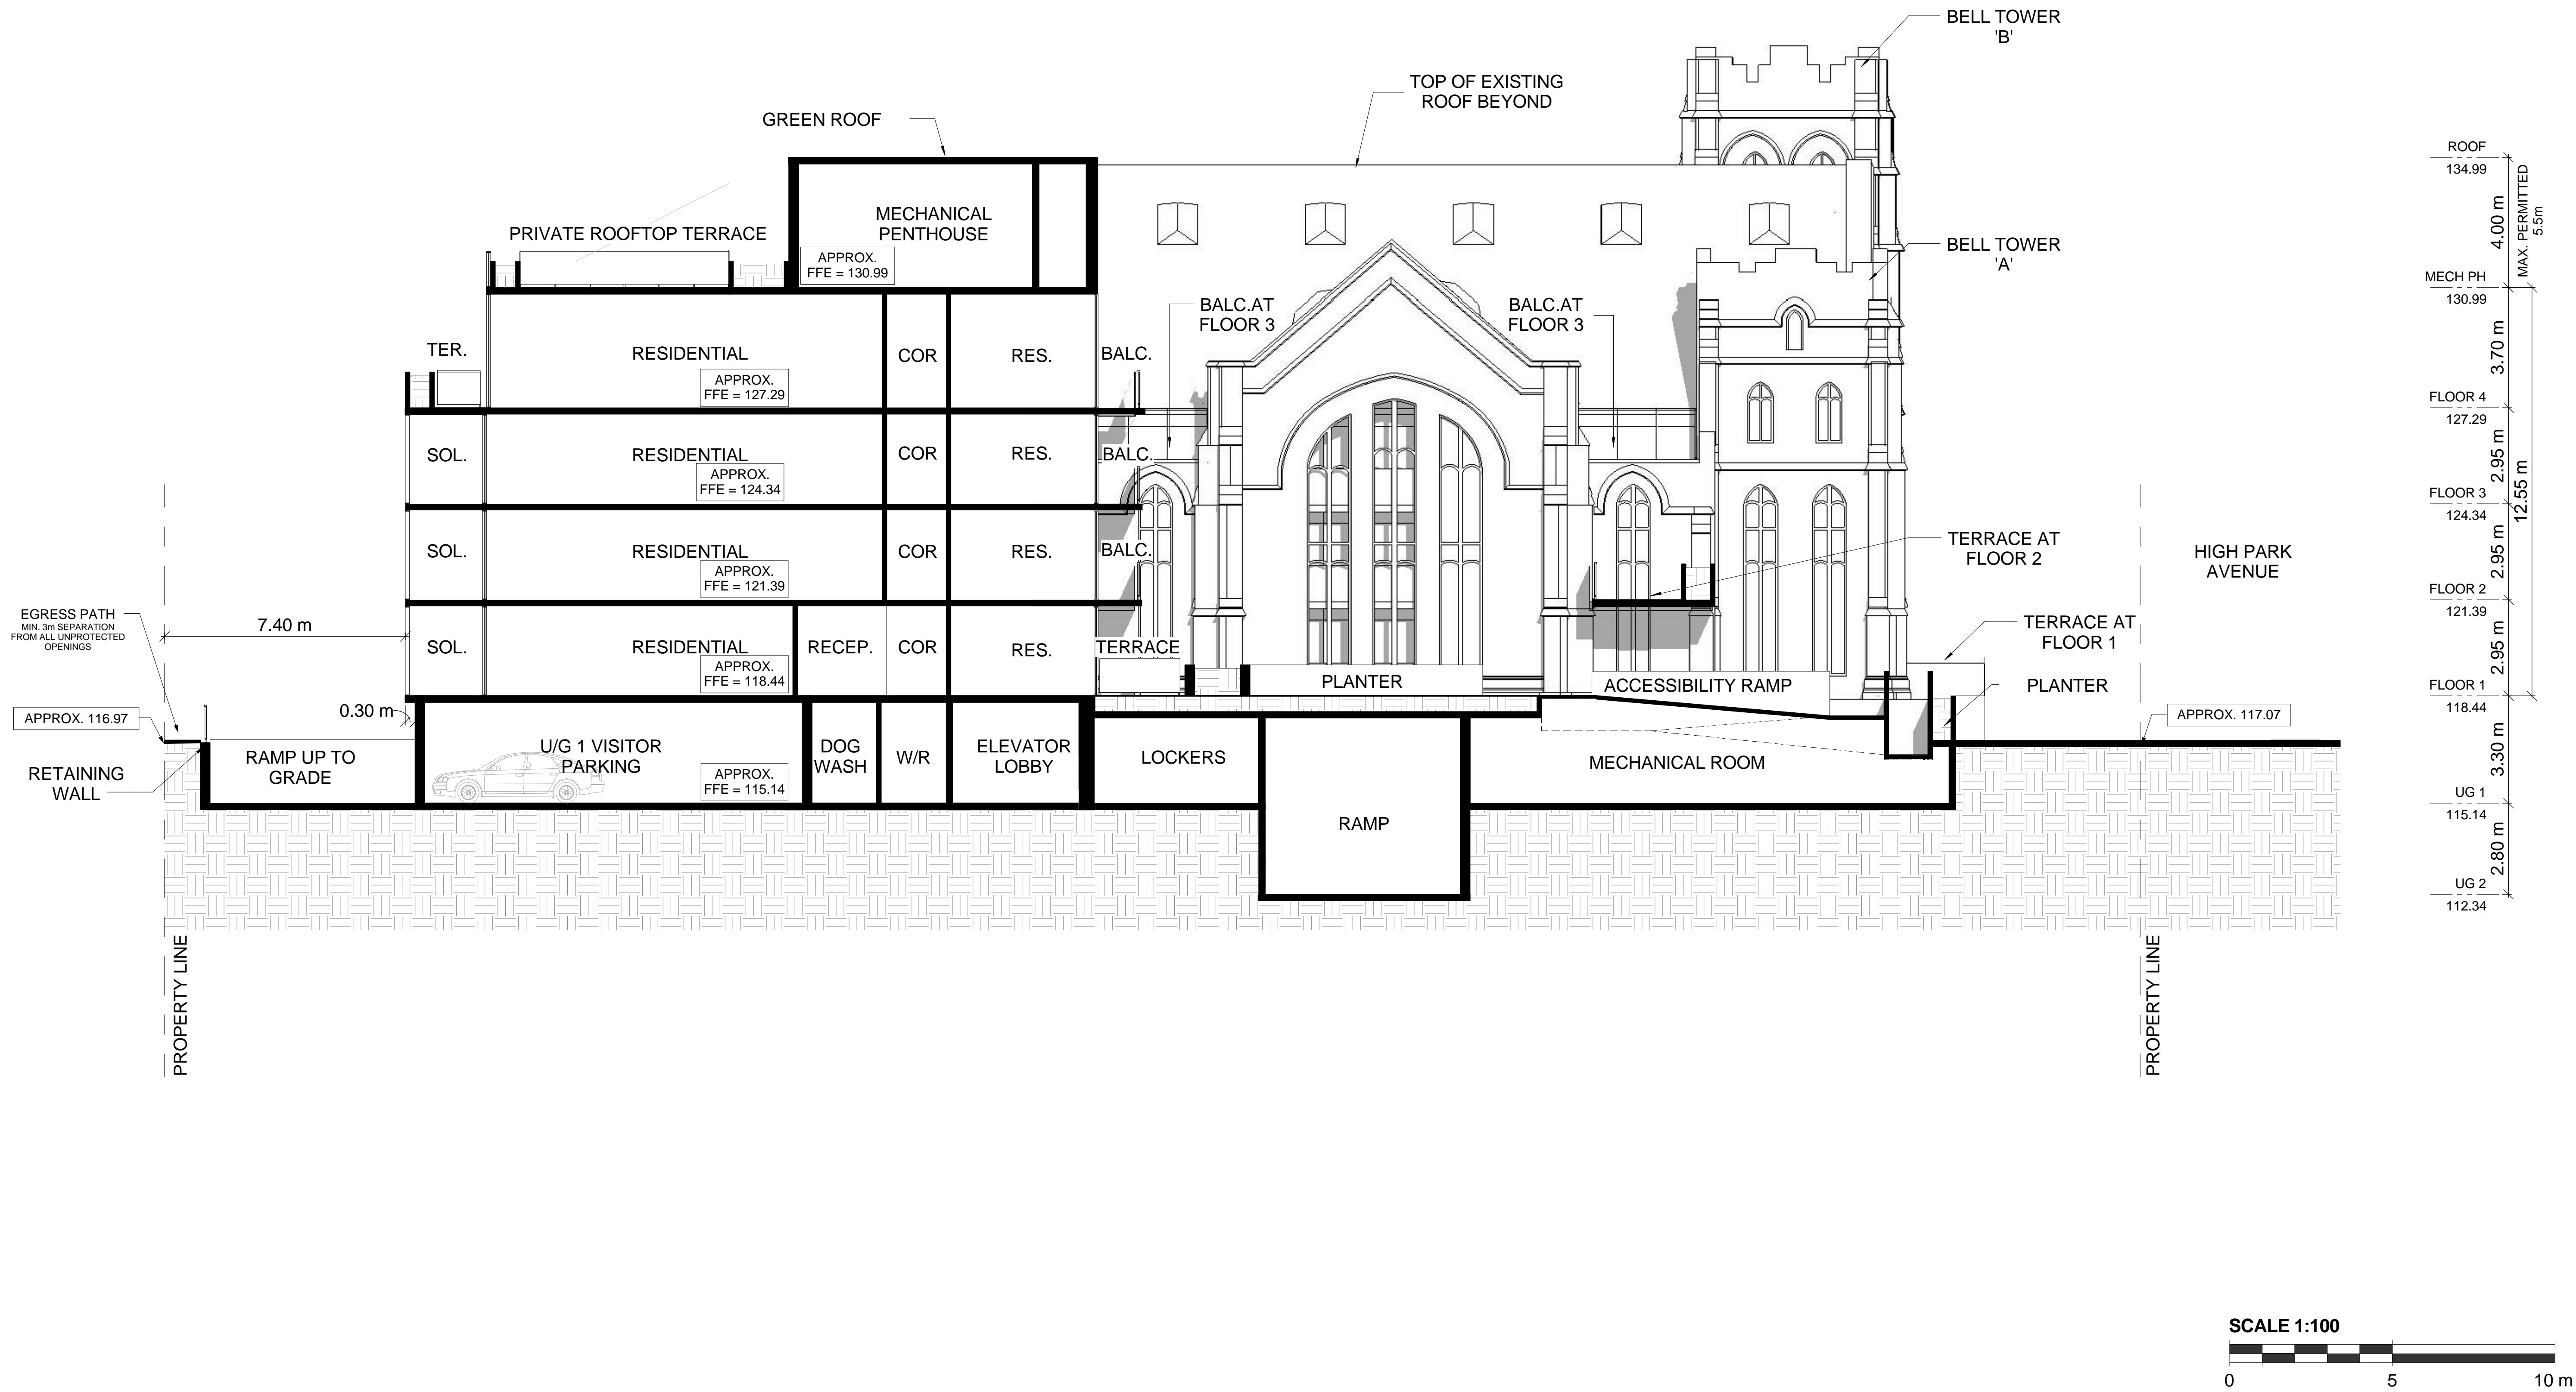 BELL TOWER
'B'
TOP OF EXISTING
ROOF BEYOND
GREEN ROOF
MECHANICAL
PENTHOUSE
PRIVATE ROOFTOP TERRACE
APPROX.
FFE = 130.99
BELL TOWER
'A'
BALC.AT
FLOOR 3
BALC.AT
FLOOR 3
TER.
RESIDENTIAL
COR
RES.
BALC.
APPROX.
FFE = 127.29
SOL.
RESIDENTIAL
COR
RES.
BALC.
APPROX.
FFE = 124.34
SOL.
RESIDENTIAL
COR
RES.
BALC.
APPROX.
FFE = 121.39
TERRACE AT
FLOOR 2
HIGH PARK
AVENUE
EGRESS PATH
MIN. 3m SEPARATION
FROM ALL UNPROTECTED
OPENINGS
7.40 m
SOL.
RESIDENTIAL
RECEP.
COR
RES.
TERRACE
APPROX.
FFE = 118.44
TERRACE AT
FLOOR 1
PLANTER
ACCESSIBILITY RAMP
PLANTER
APPROX. 116.97
0.30 m
APPROX. 117.07
RETAINING
WALL
RAMP UP TO
GRADE
U/G 1 VISITOR
PARKING
APPROX.
FFE = 115.14
DOG
WASH
W/R
ELEVATOR
LOBBY
LOCKERS
MECHANICAL ROOM
RAMP
PROPERTY LINE
PROPERTY LINE
ROOF
134.99
4.00 m
MAX. PERMITTED
5.5m
MECH PH
130.99
3.70 m
FLOOR 4
127.29
2.95 m
12.55 m
FLOOR 3
124.34
2.95 m
FLOOR 2
121.39
2.95 m
FLOOR 1
118.44
3.30 m
UG 1
115.14
2.80 m
UG 2
112.34
SCALE 1:100
0 5 10 m